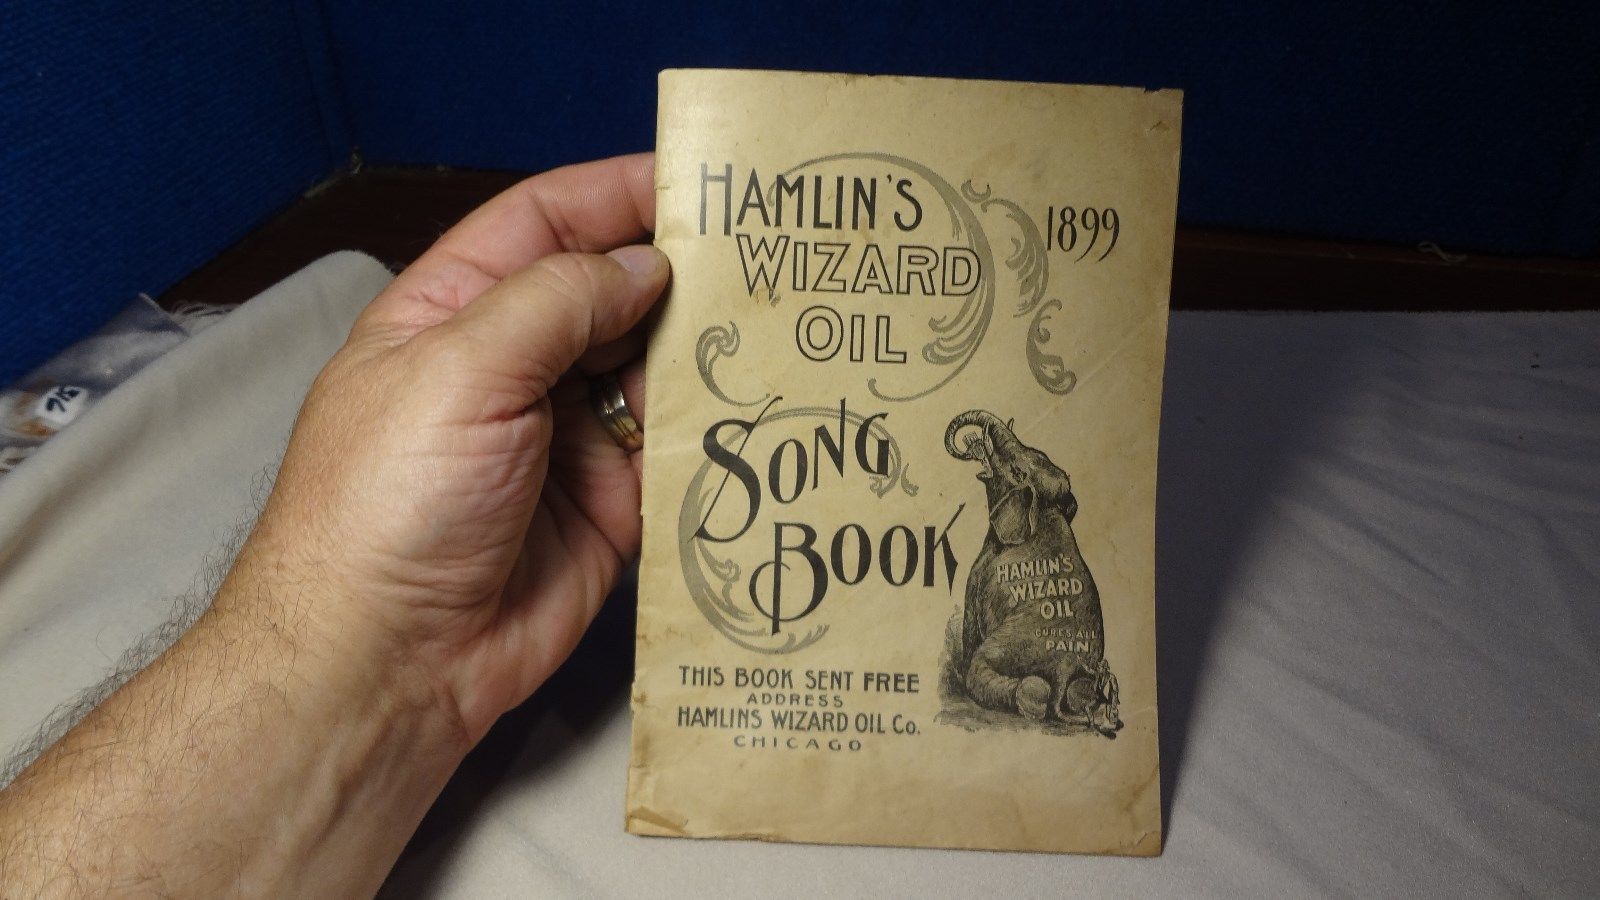 HAMLIN'S
WIZARD
OIL
1899
SONG
BOOK
HAMLIN'S
WIZARD
OIL
CURES ALL
PAIN
THIS BOOK SENT FREE
ADDRESS
HAMLINS WIZARD OIL Co.
CHICAGO